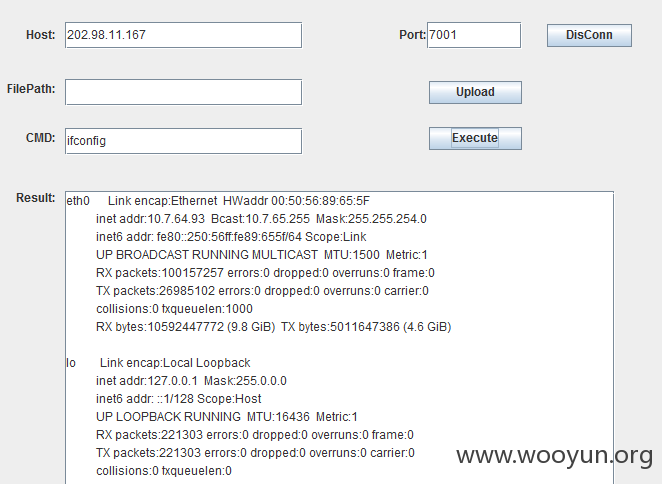 Host: 202.98.11.167 Port: 7001 DisConn
FilePath: Upload
CMD: ifconfig Execute
Result:
eth0 Link encap:Ethernet HWaddr 00:50:56:89:65:5F
inet addr:10.7.64.93 Bcast:10.7.65.255 Mask:255.255.254.0
inet6 addr: fe80::250:56ff:fe89:655f/64 Scope:Link
UP BROADCAST RUNNING MULTICAST MTU:1500 Metric:1
RX packets:100157257 errors:0 dropped:0 overruns:0 frame:0
TX packets:26985102 errors:0 dropped:0 overruns:0 carrier:0
collisions:0 txqueuelen:1000
RX bytes:10592447772 (9.8 GiB) TX bytes:5011647386 (4.6 GiB)
lo Link encap:Local Loopback
inet addr:127.0.0.1 Mask:255.0.0.0
inet6 addr: ::1/128 Scope:Host
UP LOOPBACK RUNNING MTU:16436 Metric:1
RX packets:221303 errors:0 dropped:0 overruns:0 frame:0
TX packets:221303 errors:0 dropped:0 overruns:0 carrier:0
collisions:0 txqueuelen:0
www.wooyun.org